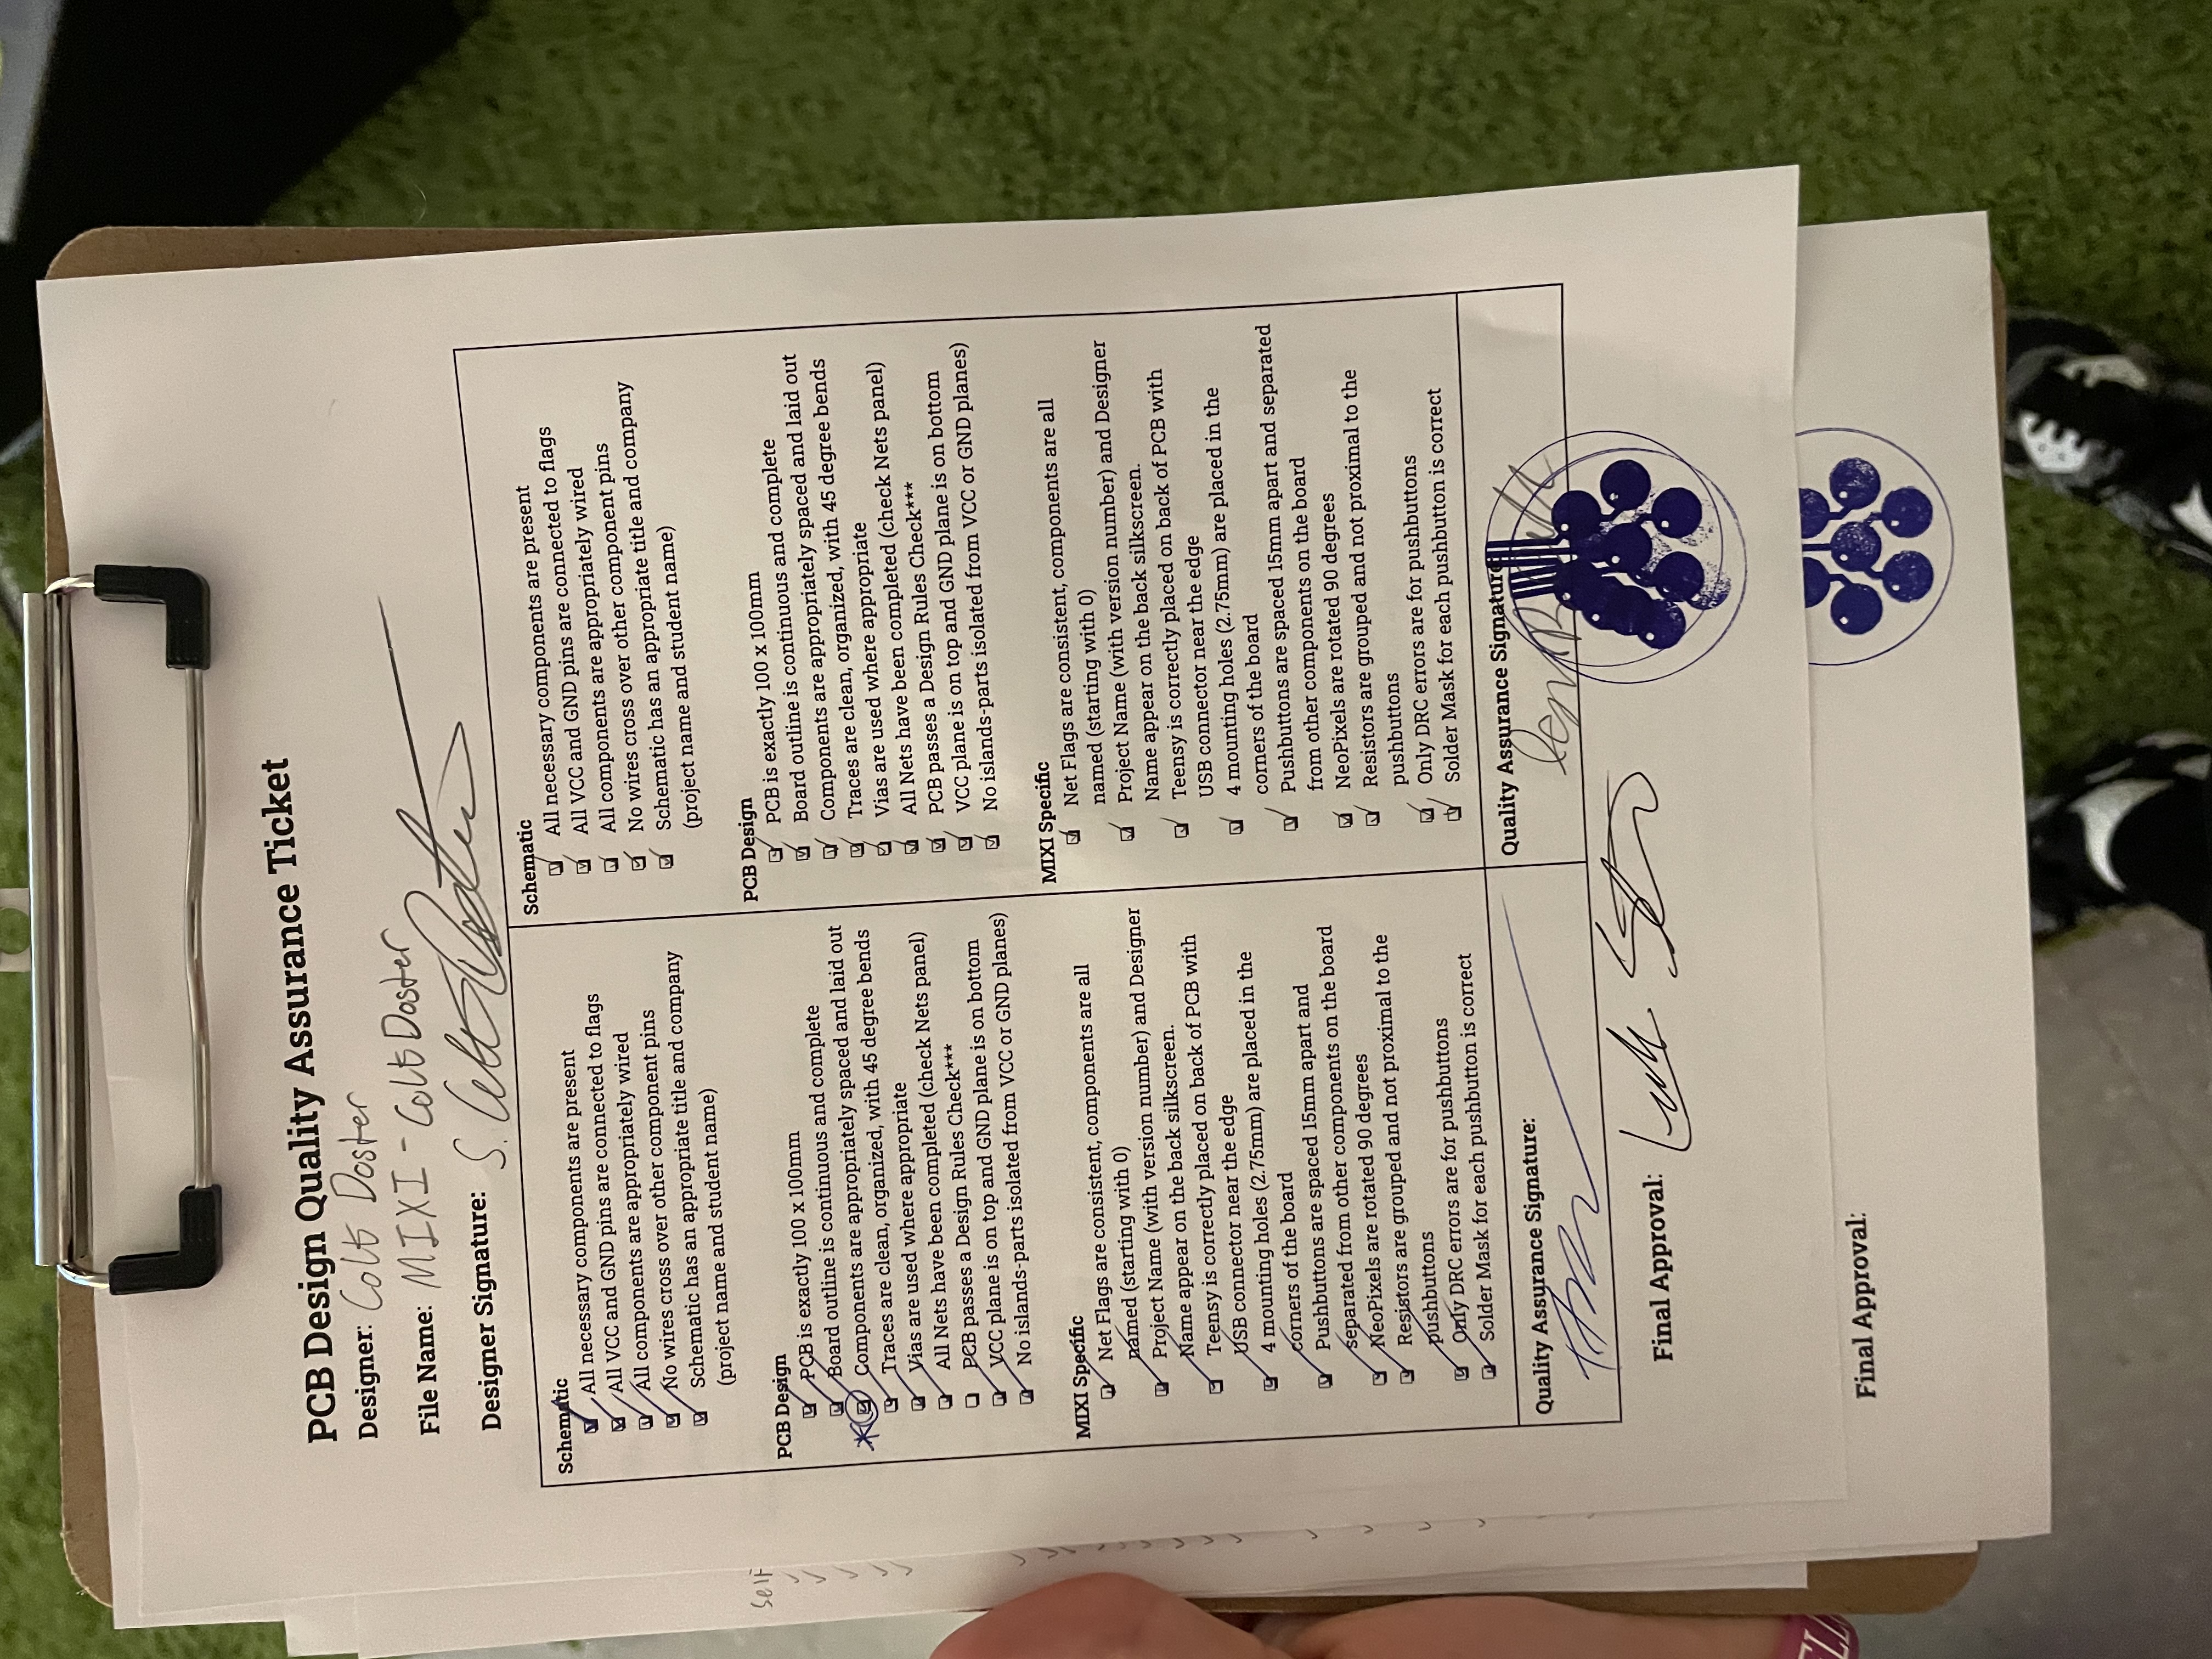 PCB Design Quality Assurance Ticket
Designer: Colt Doster
File Name: MIXI - Colt Doster
Designer Signature: S. Colt Doster
Schematic
All necessary components are present
All VCC and GND pins are connected to flags
All components are appropriately wired
No wires cross over other component pins
Schematic has an appropriate title and company
(project name and student name)
PCB Design
PCB is exactly 100 x 100mm
Board outline is continuous and complete
Components are appropriately spaced and laid out
Traces are clean, organized, with 45 degree bends
Vias are used where appropriate
All Nets have been completed (check Nets panel)
PCB passes a Design Rules Check***
VCC plane is on top and GND plane is on bottom
No islands-parts isolated from VCC or GND planes)
MIXI Specific
Net Flags are consistent, components are all
named (starting with 0)
Project Name (with version number) and Designer
Name appear on the back silkscreen.
Teensy is correctly placed on back of PCB with
USB connector near the edge
4 mounting holes (2.75mm) are placed in the
corners of the board
Pushbuttons are spaced 15mm apart and
separated from other components on the board
NeoPixels are rotated 90 degrees
Resistors are grouped and not proximal to the
pushbuttons
Only DRC errors are for pushbuttons
Solder Mask for each pushbutton is correct
Quality Assurance Signature:
Schematic
All necessary components are present
All VCC and GND pins are connected to flags
All components are appropriately wired
No wires cross over other component pins
Schematic has an appropriate title and company
(project name and student name)
PCB Design
PCB is exactly 100 x 100mm
Board outline is continuous and complete
Components are appropriately spaced and laid out
Traces are clean, organized, with 45 degree bends
Vias are used where appropriate
All Nets have been completed (check Nets panel)
PCB passes a Design Rules Check***
VCC plane is on top and GND plane is on bottom
No islands-parts isolated from VCC or GND planes)
MIXI Specific
Net Flags are consistent, components are all
named (starting with 0)
Project Name (with version number) and Designer
Name appear on the back silkscreen.
Teensy is correctly placed on back of PCB with
USB connector near the edge
4 mounting holes (2.75mm) are placed in the
corners of the board
Pushbuttons are spaced 15mm apart and separated
from other components on the board
NeoPixels are rotated 90 degrees
Resistors are grouped and not proximal to the
pushbuttons
Only DRC errors are for pushbuttons
Solder Mask for each pushbutton is correct
Quality Assurance Signature
Final Approval:
Final Approval:
Self